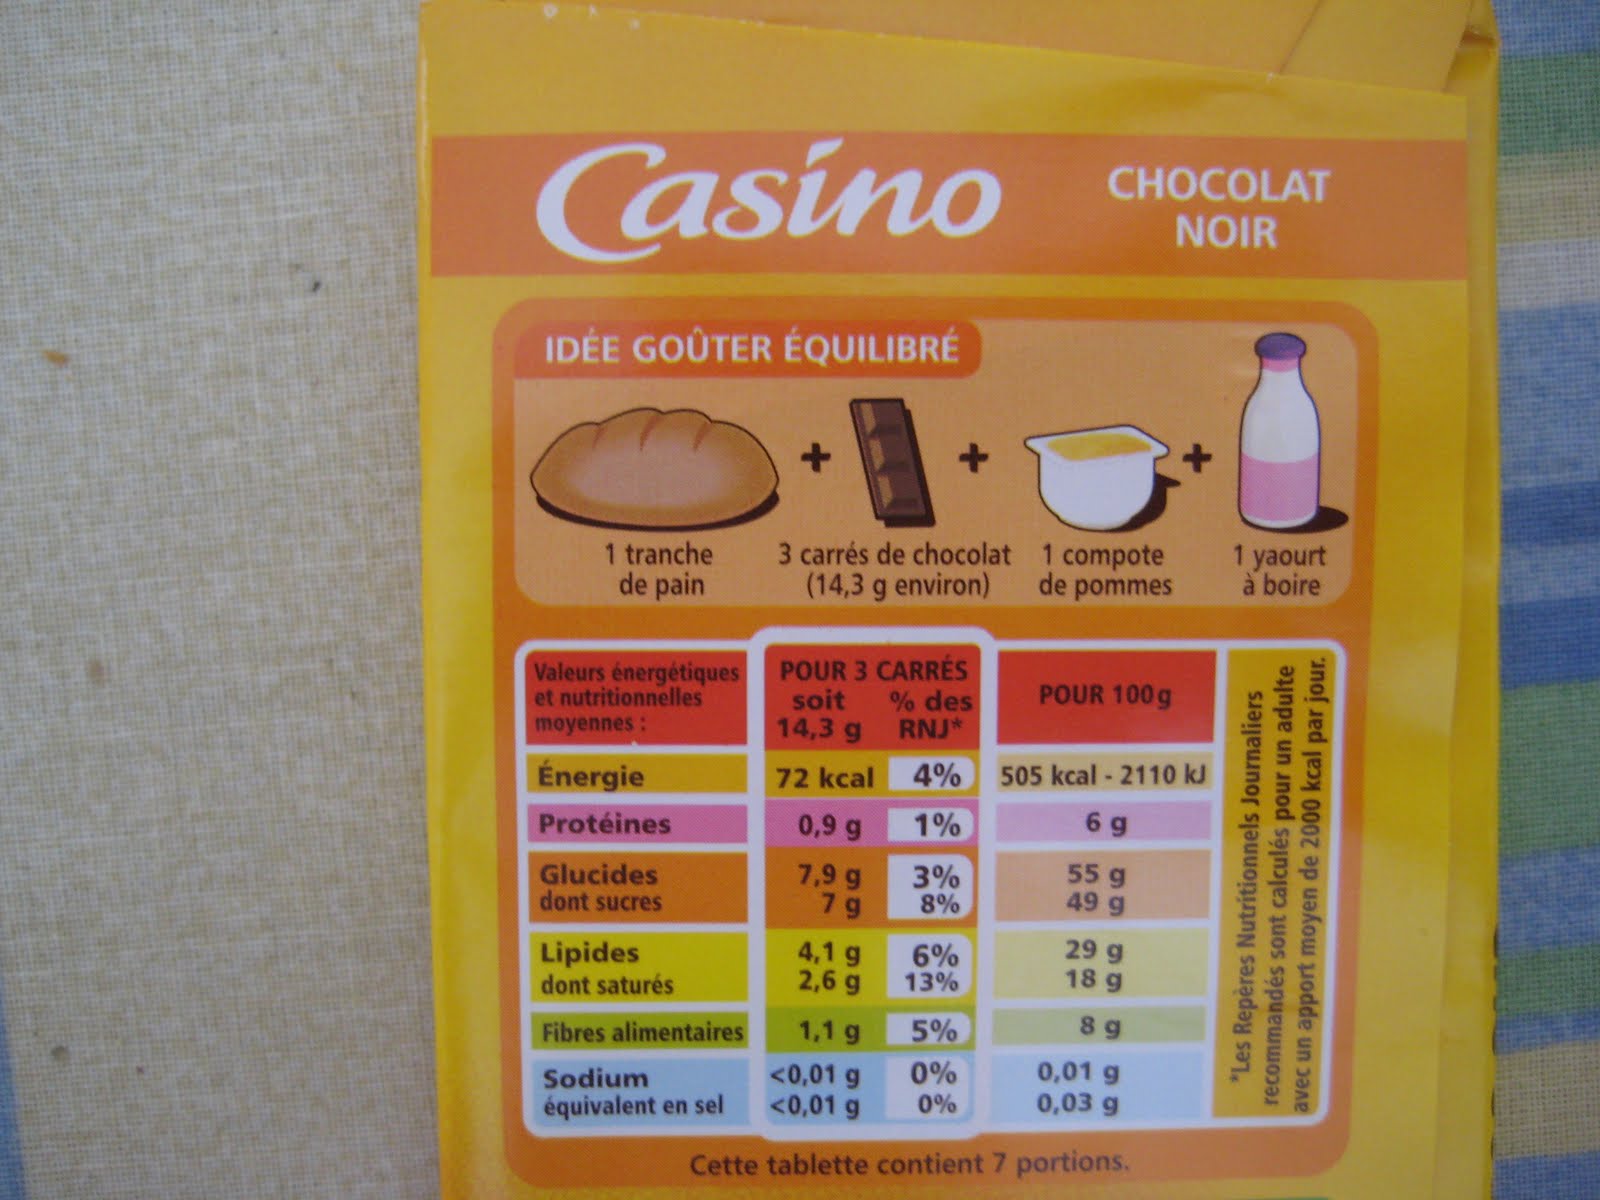 Casino
CHOCOLAT
NOIR
IDÉE GOÛTER ÉQUILIBRÉ
+ + +
1 tranche
de pain
3 carrés de chocolat
(14,3 g environ)
1 compote
de pommes
1 yaourt
à boire
Valeurs énergétiques
et nutritionnelles
moyennes :
POUR 3 CARRÉS
soit % des
14,3 g RNJ*
POUR 100g
Énergie 72 kcal 4% 505 kcal - 2110 kJ
Protéines 0,9 g 1% 6 g
Glucides 7,9 g 3% 55 g
dont sucres 7 g 8% 49 g
Lipides 4,1 g 6% 29 g
dont saturés 2,6 g 13% 18 g
Fibres alimentaires 1,1 g 5% 8 g
Sodium <0,01 g 0% 0,01 g
équivalent en sel <0,01 g 0% 0,03 g
*Les Repères Nutritionnels Journaliers
recommandés sont calculés pour un adulte
avec un apport moyen de 2000 kcal par jour.
Cette tablette contient 7 portions.